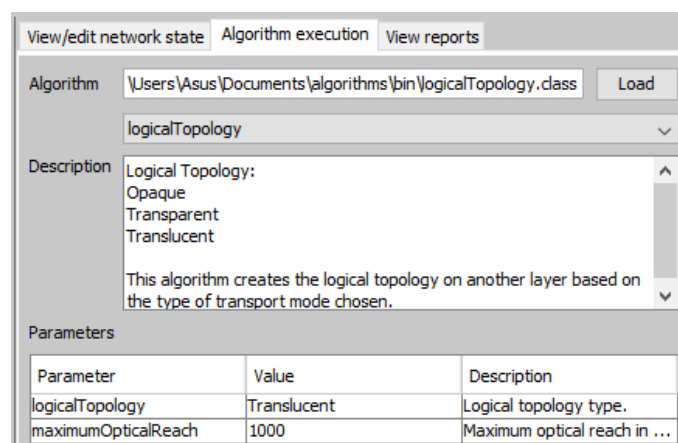 View/edit network state Algorithm execution View reports
Algorithm \Users\Asus\Documents\algorithms\bin\logicalTopology.class Load
logicalTopology
Description Logical Topology:
Opaque
Transparent
Translucent
This algorithm creates the logical topology on another layer based on
the type of transport mode chosen.
Parameters
Parameter Value Description
logicalTopology Translucent Logical topology type.
maximumOpticalReach 1000 Maximum optical reach in ...